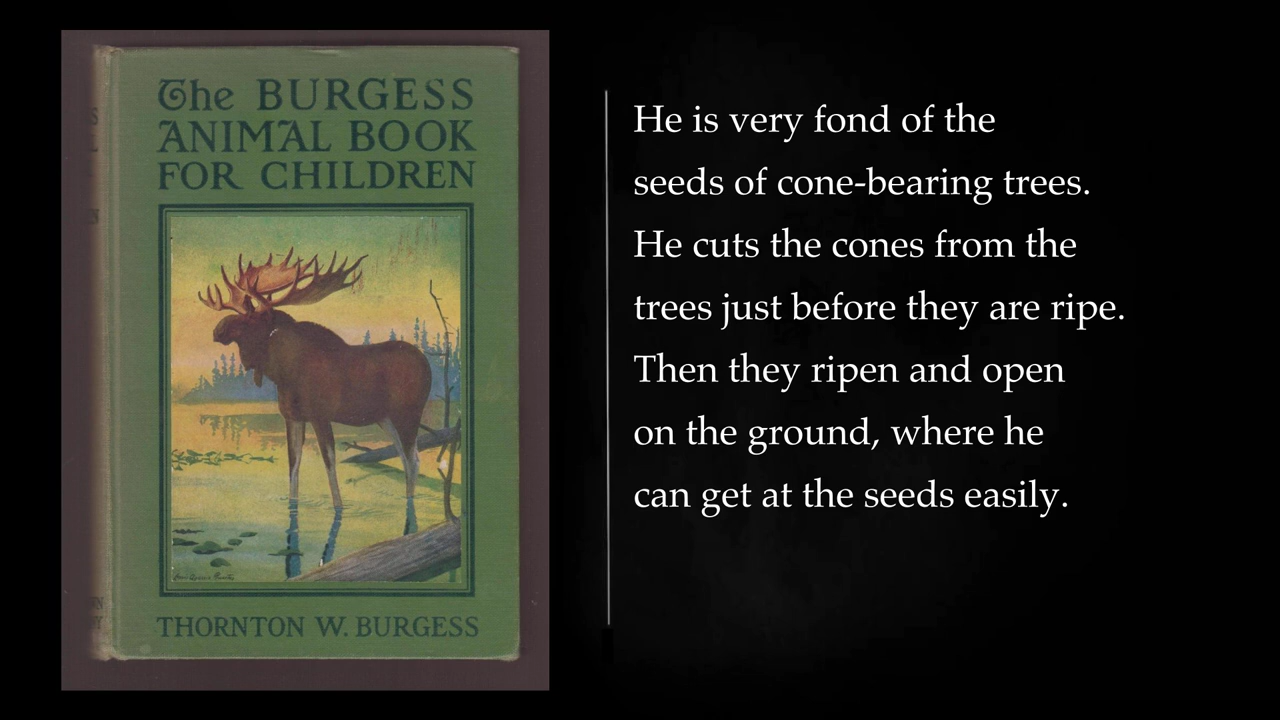 The BURGESS
ANIMAL BOOK
FOR CHILDREN
THORNTON W. BURGESS
He is very fond of the
seeds of cone-bearing trees.
He cuts the cones from the
trees just before they are ripe.
Then they ripen and open
on the ground, where he
can get at the seeds easily.